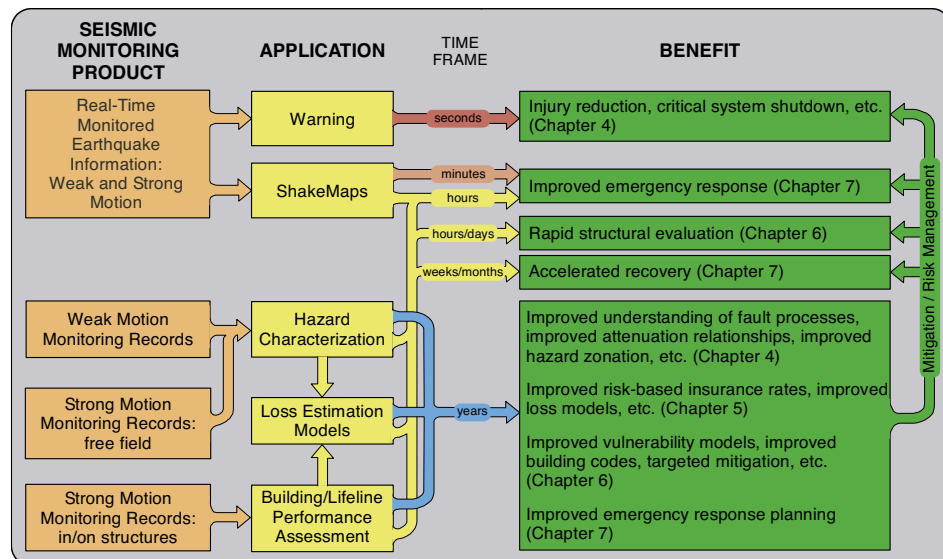 SEISMIC
MONITORING
PRODUCT
APPLICATION
TIME
FRAME
BENEFIT
Real-Time
Monitored
Earthquake
Information:
Weak and Strong
Motion
Warning
seconds
Injury reduction, critical system shutdown, etc.
(Chapter 4)
ShakeMaps
minutes
hours
Improved emergency response (Chapter 7)
hours/days
Rapid structural evaluation (Chapter 6)
weeks/months
Accelerated recovery (Chapter 7)
Mitigation / Risk Management
Weak Motion
Monitoring Records
Hazard
Characterization
Strong Motion
Monitoring Records:
free field
Loss Estimation
Models
years
Strong Motion
Monitoring Records:
in/on structures
Building/Lifeline
Performance
Assessment
Improved understanding of fault processes,
improved attenuation relationships, improved
hazard zonation, etc. (Chapter 4)
Improved risk-based insurance rates, improved
loss models, etc. (Chapter 5)
Improved vulnerability models, improved
building codes, targeted mitigation, etc.
(Chapter 6)
Improved emergency response planning
(Chapter 7)